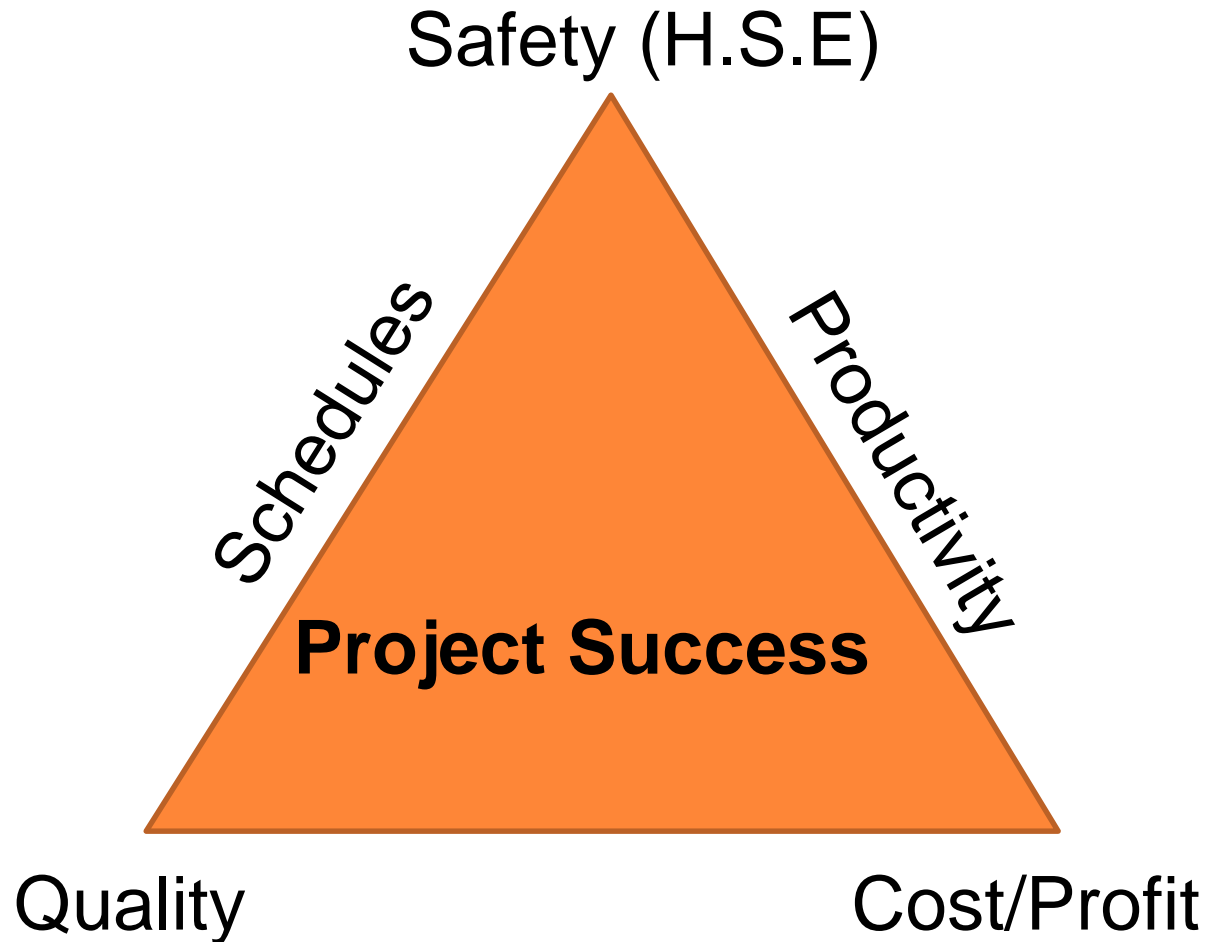 Safety (H.S.E)
Schedules
Productivity
Project Success
Quality
Cost/Profit